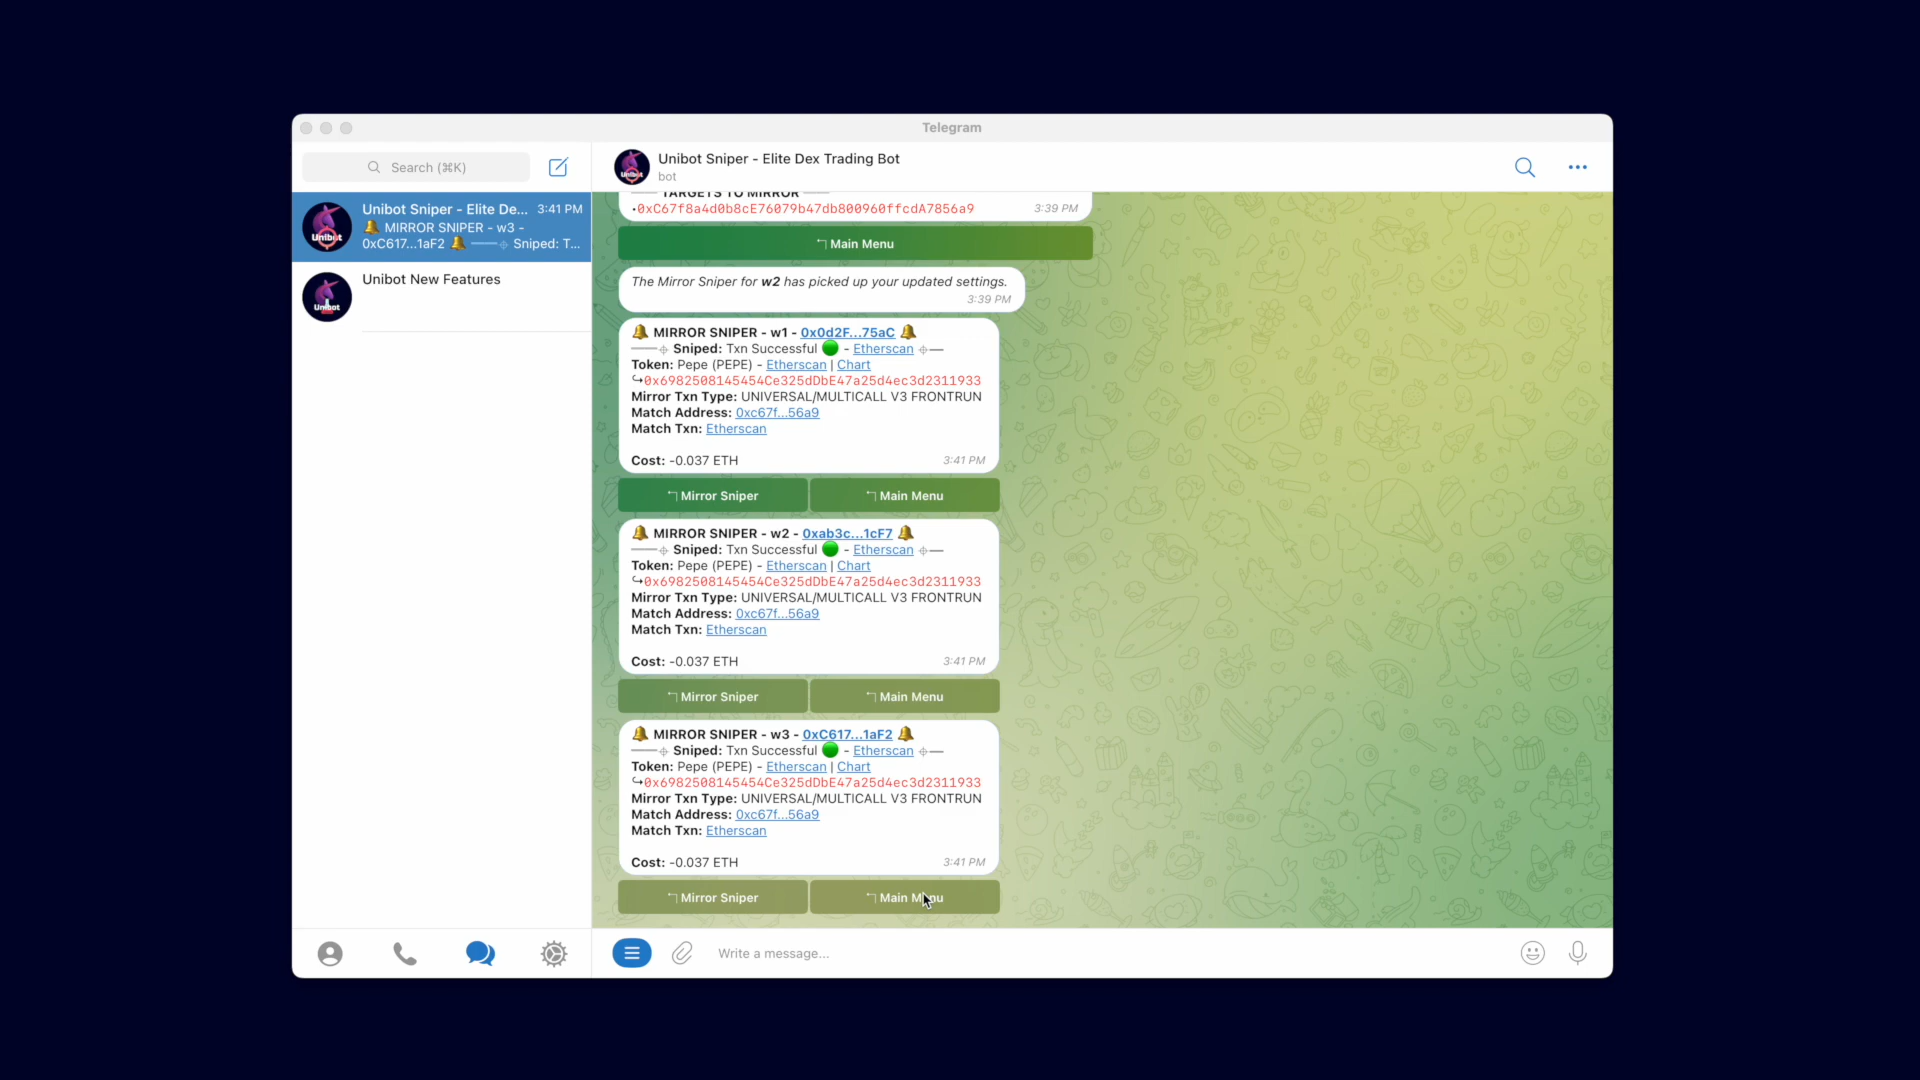 Telegram
Search (⌘K)
Unibot Sniper - Elite De... 3:41 PM
🔔 MIRROR SNIPER - w3 -
0xC617...1aF2 🔔 ——⌖ Sniped: T...
Unibot New Features
Unibot Sniper - Elite Dex Trading Bot
bot
TARGETS TO MIRROR
·0xC67f8a4d0b8cE76079b47db800960ffcdA7856a9 3:39 PM
Main Menu
The Mirror Sniper for w2 has picked up your updated settings.
3:39 PM
🔔 MIRROR SNIPER - w1 - 0x0d2F...75aC 🔔
——⌖ Sniped: Txn Successful 🟢 - Etherscan ⌖—
Token: Pepe (PEPE) - Etherscan | Chart
↪0x6982508145454Ce325dDbE47a25d4ec3d2311933
Mirror Txn Type: UNIVERSAL/MULTICALL V3 FRONTRUN
Match Address: 0xc67f...56a9
Match Txn: Etherscan
Cost: -0.037 ETH 3:41 PM
Mirror Sniper Main Menu
🔔 MIRROR SNIPER - w2 - 0xab3c...1cF7 🔔
——⌖ Sniped: Txn Successful 🟢 - Etherscan ⌖—
Token: Pepe (PEPE) - Etherscan | Chart
↪0x6982508145454Ce325dDbE47a25d4ec3d2311933
Mirror Txn Type: UNIVERSAL/MULTICALL V3 FRONTRUN
Match Address: 0xc67f...56a9
Match Txn: Etherscan
Cost: -0.037 ETH 3:41 PM
Mirror Sniper Main Menu
🔔 MIRROR SNIPER - w3 - 0xC617...1aF2 🔔
——⌖ Sniped: Txn Successful 🟢 - Etherscan ⌖—
Token: Pepe (PEPE) - Etherscan | Chart
↪0x6982508145454Ce325dDbE47a25d4ec3d2311933
Mirror Txn Type: UNIVERSAL/MULTICALL V3 FRONTRUN
Match Address: 0xc67f...56a9
Match Txn: Etherscan
Cost: -0.037 ETH 3:41 PM
Mirror Sniper Main Menu
Write a message...